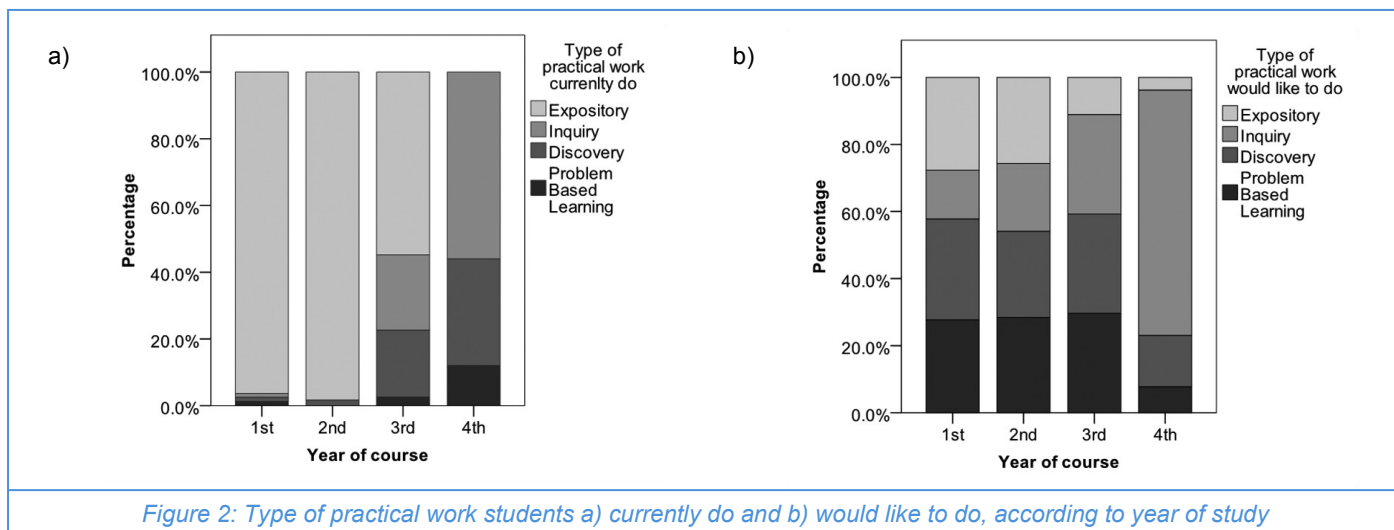 a)
Type of
practical work
currenlty do
Expository
Inquiry
Discovery
Problem
Based
Learning
100.0%
80.0%
60.0%
40.0%
20.0%
0.0%
Percentage
1st 2nd 3rd 4th
Year of course
b)
Type of
practical work
would like to do
Expository
Inquiry
Discovery
Problem
Based
Learning
100.0%
80.0%
60.0%
40.0%
20.0%
0.0%
Percentage
1st 2nd 3rd 4th
Year of course
Figure 2: Type of practical work students a) currently do and b) would like to do, according to year of study